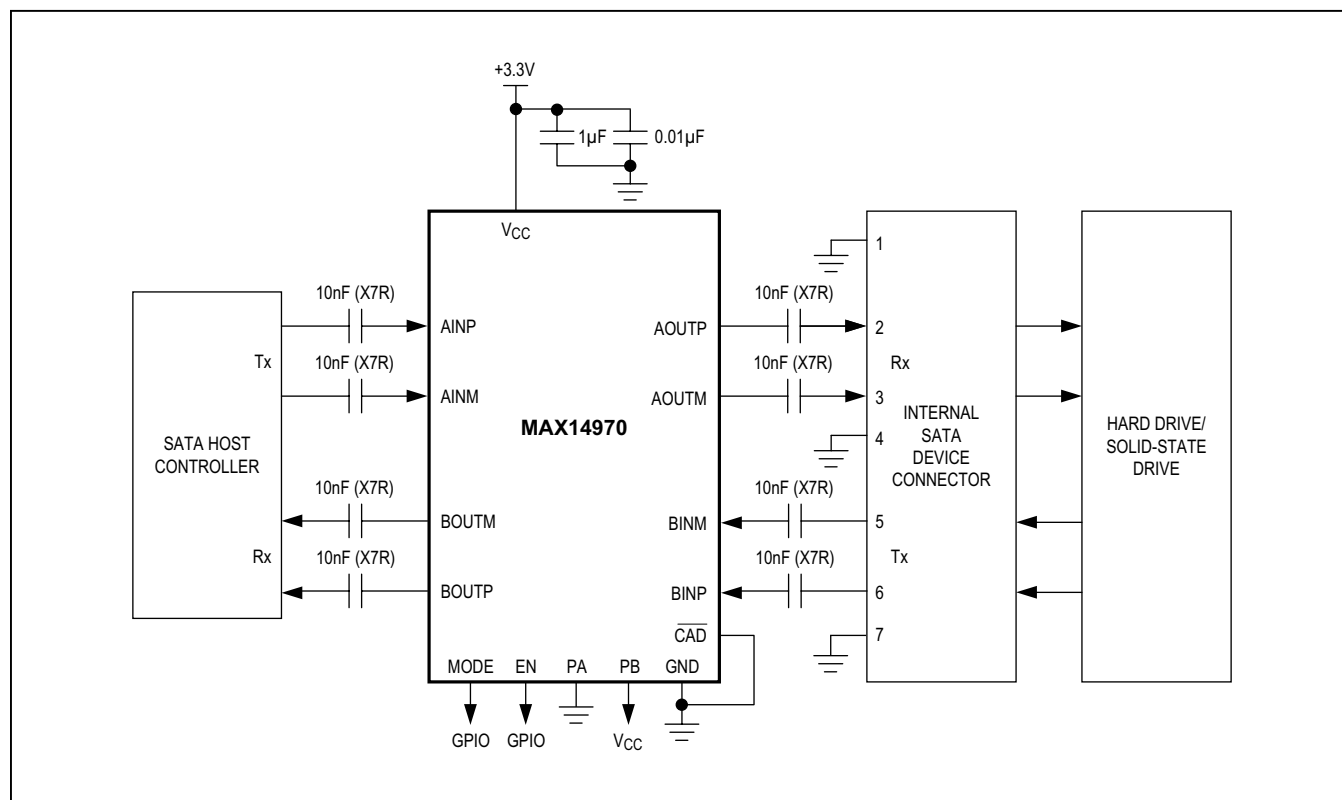 +3.3V
1µF
0.01µF
VCC
10nF (X7R)
10nF (X7R)
1
AINP
AOUTP
2
Tx
10nF (X7R)
10nF (X7R)
Rx
AINM
AOUTM
3
MAX14970
4
SATA HOST
CONTROLLER
INTERNAL
SATA
DEVICE
CONNECTOR
HARD DRIVE/
SOLID-STATE
DRIVE
10nF (X7R)
10nF (X7R)
BOUTM
BINM
5
Rx
10nF (X7R)
10nF (X7R)
Tx
BOUTP
BINP
6
CAD
7
MODE
EN
PA
PB
GND
GPIO
GPIO
VCC